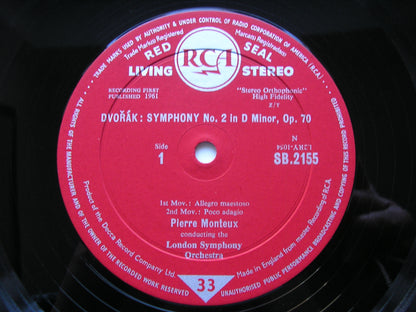 TRADE MARKS USED BY AUTHORITY & UNDER CONTROL OF RADIO CORPORATION OF AMERICA (RCA)
Trade Marks Registered
Marcas Registradas
RED SEAL
RCA
LIVING STEREO
RECORDING FIRST
PUBLISHED 1961
"Stereo Orthophonic"
High Fidelity
Z/Y
DVOŘÁK: SYMPHONY No. 2 in D Minor, Op. 70
N
Side
1
L2RY-1054
SB.2155
1st Mov.: Allegro maestoso
2nd Mov.: Poco adagio
Pierre Monteux
conducting the
London Symphony
Orchestra
Product of the Decca Record Company Ltd
Made in England from master Recording of RCA
33
ALL RIGHTS OF THE MANUFACTURER AND OF THE OWNER OF THE RECORDED WORK RESERVED
UNAUTHORISED PUBLIC PERFORMANCE BROADCASTING AND COPYING OF THIS RECORD PROHIBITED